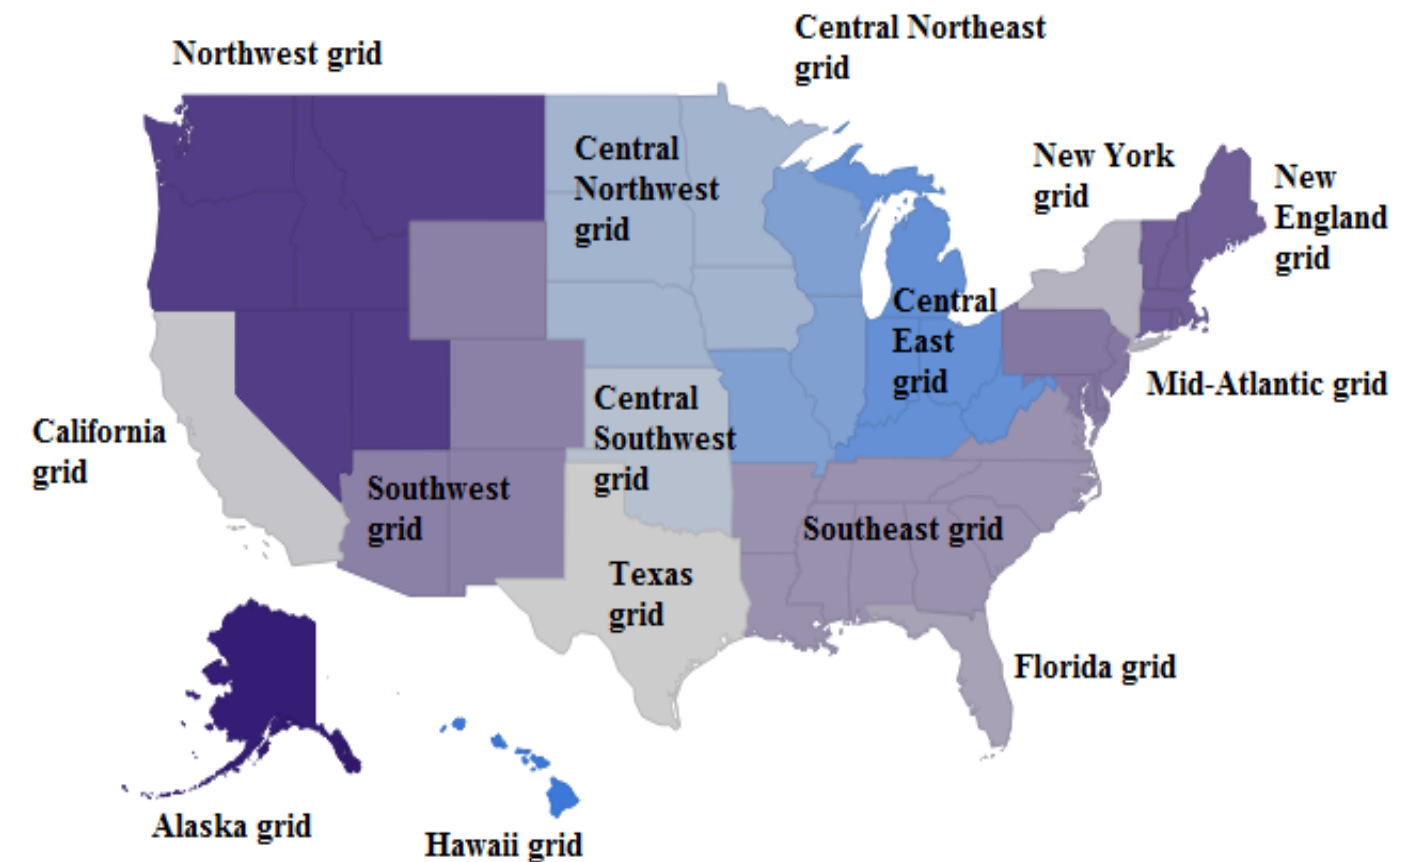 Northwest grid
Central Northeast
grid
Central
Northwest
grid
New York
grid
New
England
grid
Central
East
grid
Mid-Atlantic grid
California
grid
Central
Southwest
grid
Southwest
grid
Southeast grid
Texas
grid
Florida grid
Alaska grid
Hawaii grid